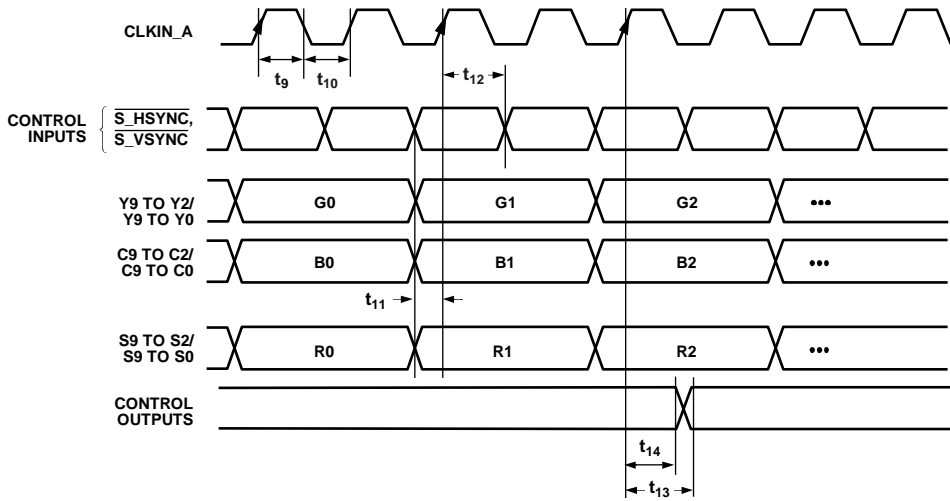 CLKIN_A
t9
t10
t12
CONTROL
INPUTS
S_HSYNC,
S_VSYNC
Y9 TO Y2/
Y9 TO Y0
G0
G1
G2
•••
C9 TO C2/
C9 TO C0
B0
B1
B2
•••
t11
S9 TO S2/
S9 TO S0
R0
R1
R2
•••
CONTROL
OUTPUTS
t14
t13